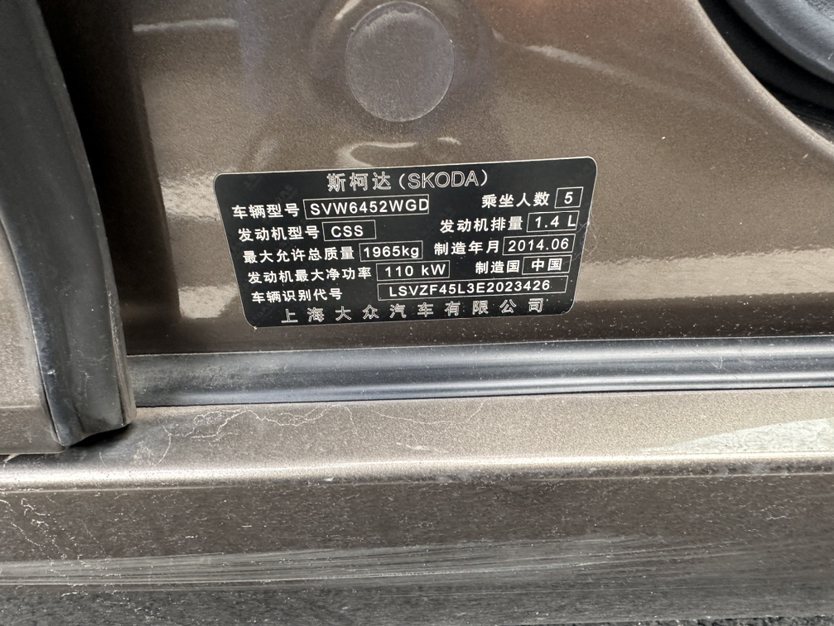 斯柯达(SKODA)
车辆型号 SVW6452WGD 乘坐人数 5
发动机型号 CSS 发动机排量 1.4 L
最大允许总质量 1965kg 制造年月 2014.06
发动机最大净功率 110 kW 制造国 中国
车辆识别代号 LSVZF45L3E2023426
上海大众汽车有限公司